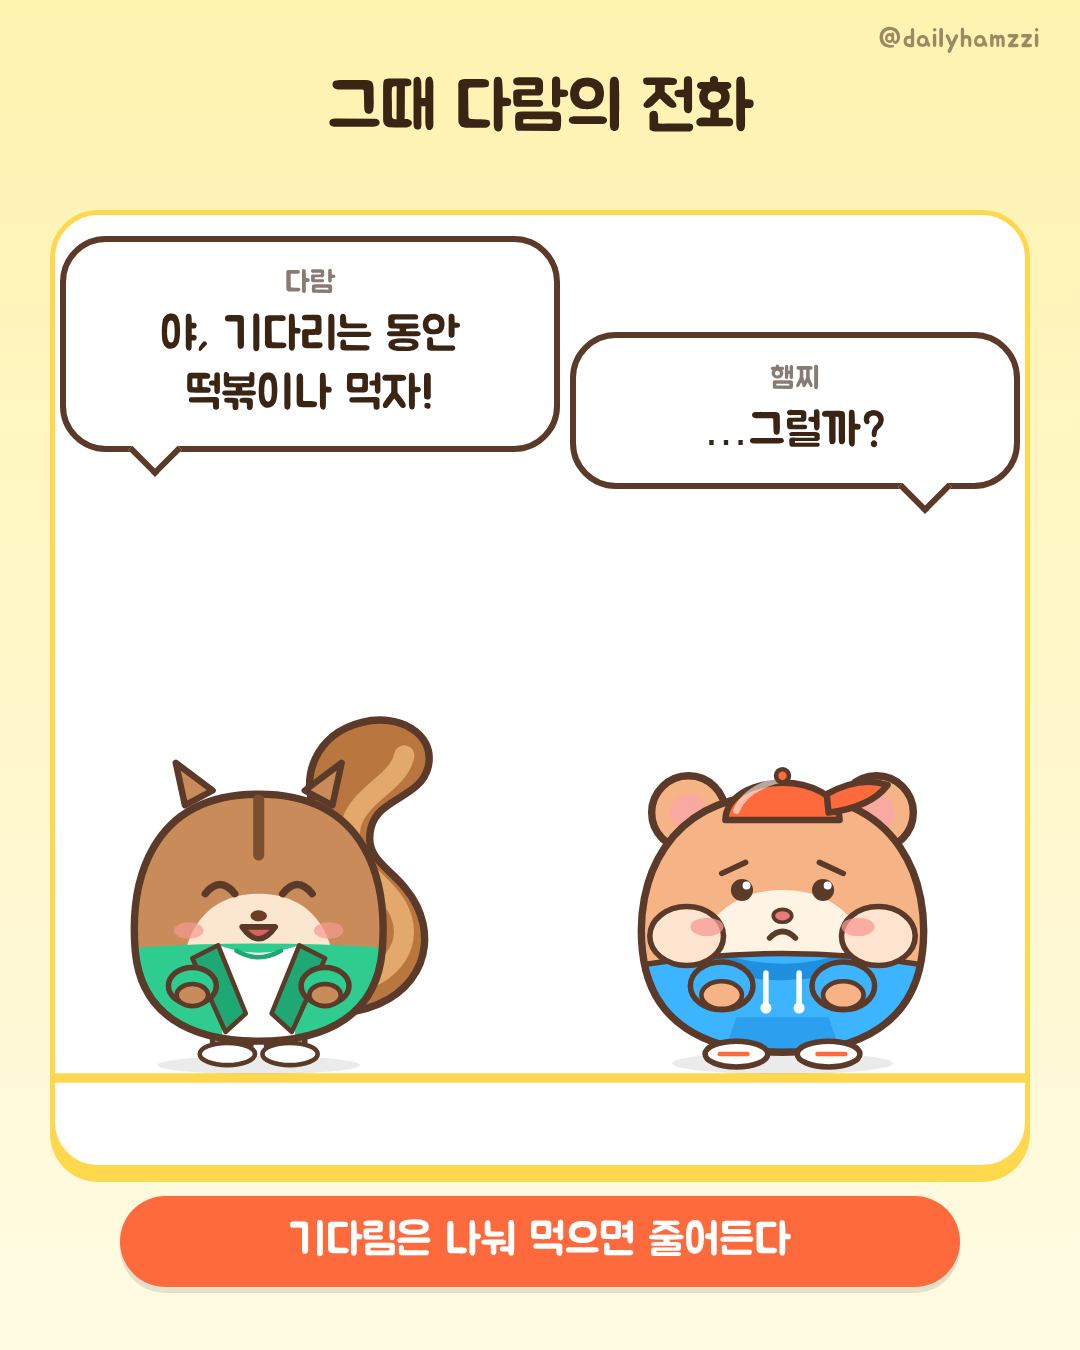 @dailyhamzzi
그때 다람의 전화
다람
야, 기다리는 동안
떡볶이나 먹자!
햄찌
...그럴까?
기다림은 나눠 먹으면 줄어든다